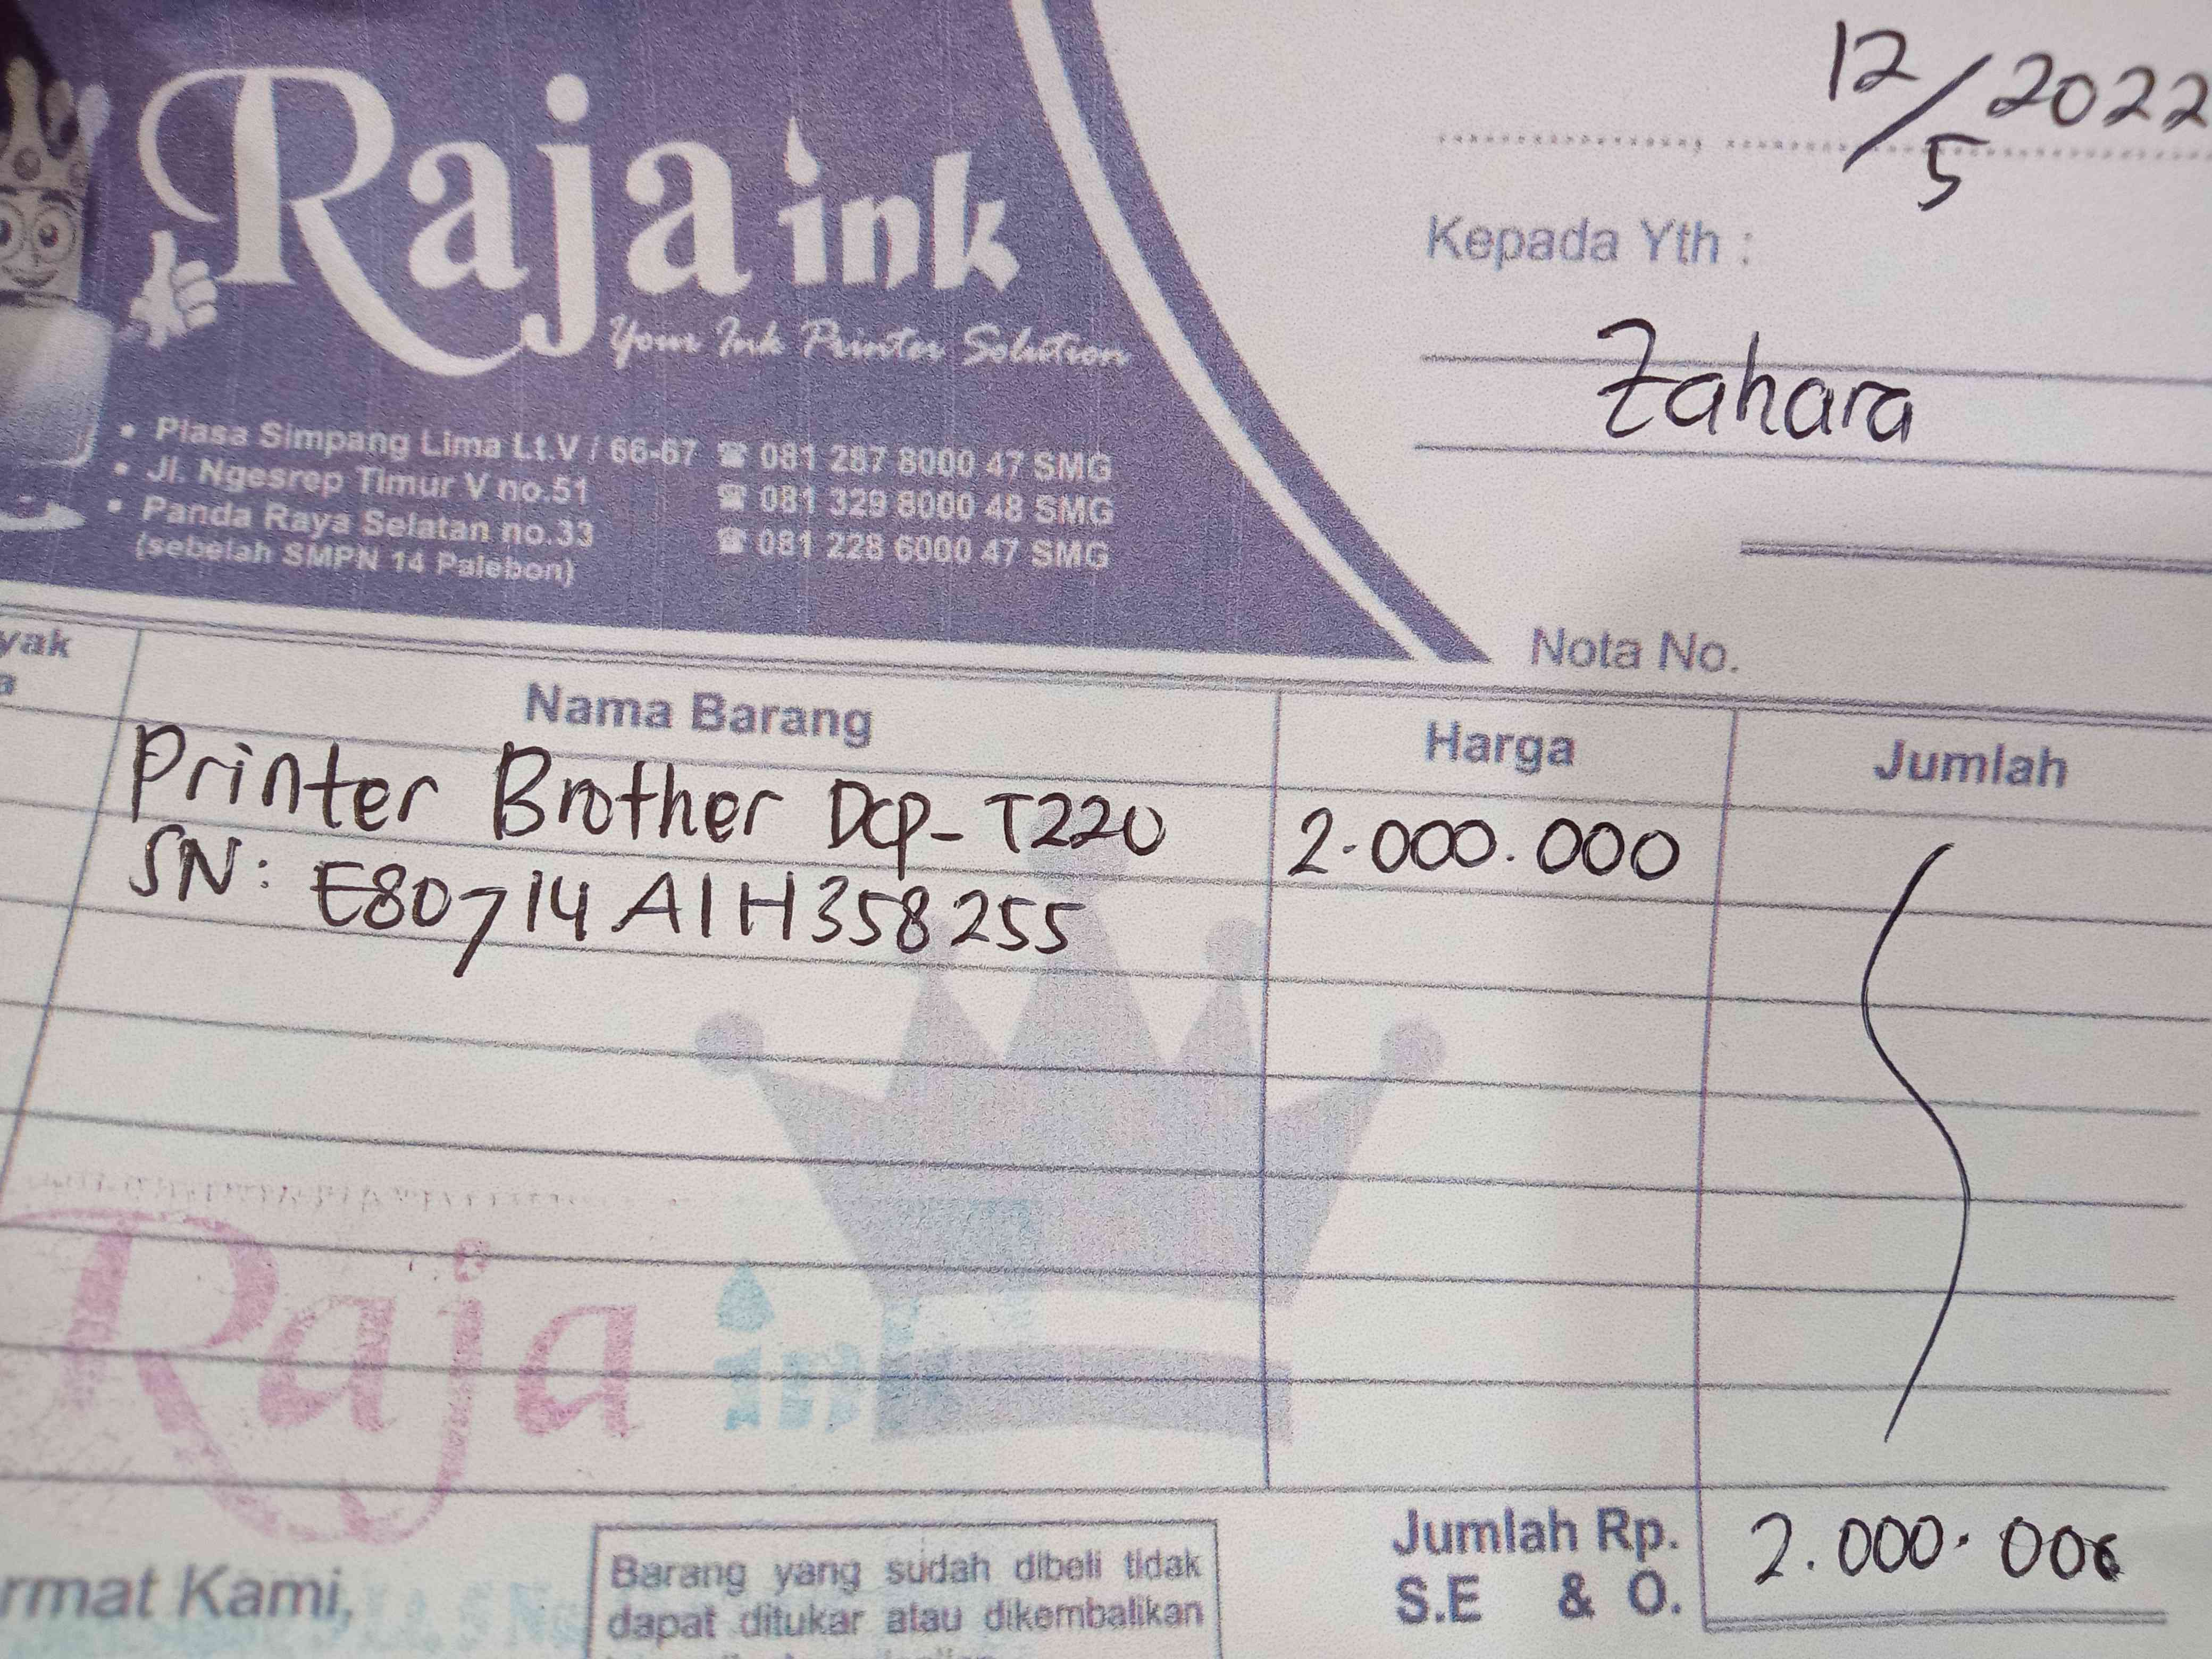 12/5 2022
Raja ink
Your Ink Printer Solution
Kepada Yth :
Zahara
• Plasa Simpang Lima Lt.V / 66-67 ☎ 081 287 8000 47 SMG
• Jl. Ngesrep Timur V no.51 ☎ 081 329 8000 48 SMG
• Panda Raya Selatan no.33 ☎ 081 228 6000 47 SMG
(sebelah SMPN 14 Palebon)
Nota No.
yak
a
Nama Barang Harga Jumlah
Printer Brother Dcp-T220 2.000.000
SN: E80714A1H358255
Raja ink
Jumlah Rp. 2.000.000
S.E & O.
rmat Kami,
Barang yang sudah dibeli tidak
dapat ditukar atau dikembalikan